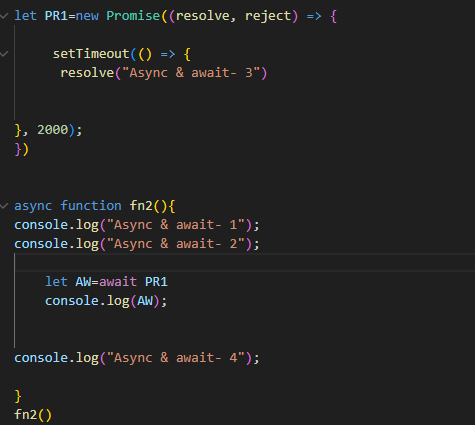 let PR1=new Promise((resolve, reject) => {
setTimeout(() => {
resolve("Async & await- 3")
}, 2000);
})
async function fn2(){
console.log("Async & await- 1");
console.log("Async & await- 2");
let AW=await PR1
console.log(AW);
console.log("Async & await- 4");
}
fn2()